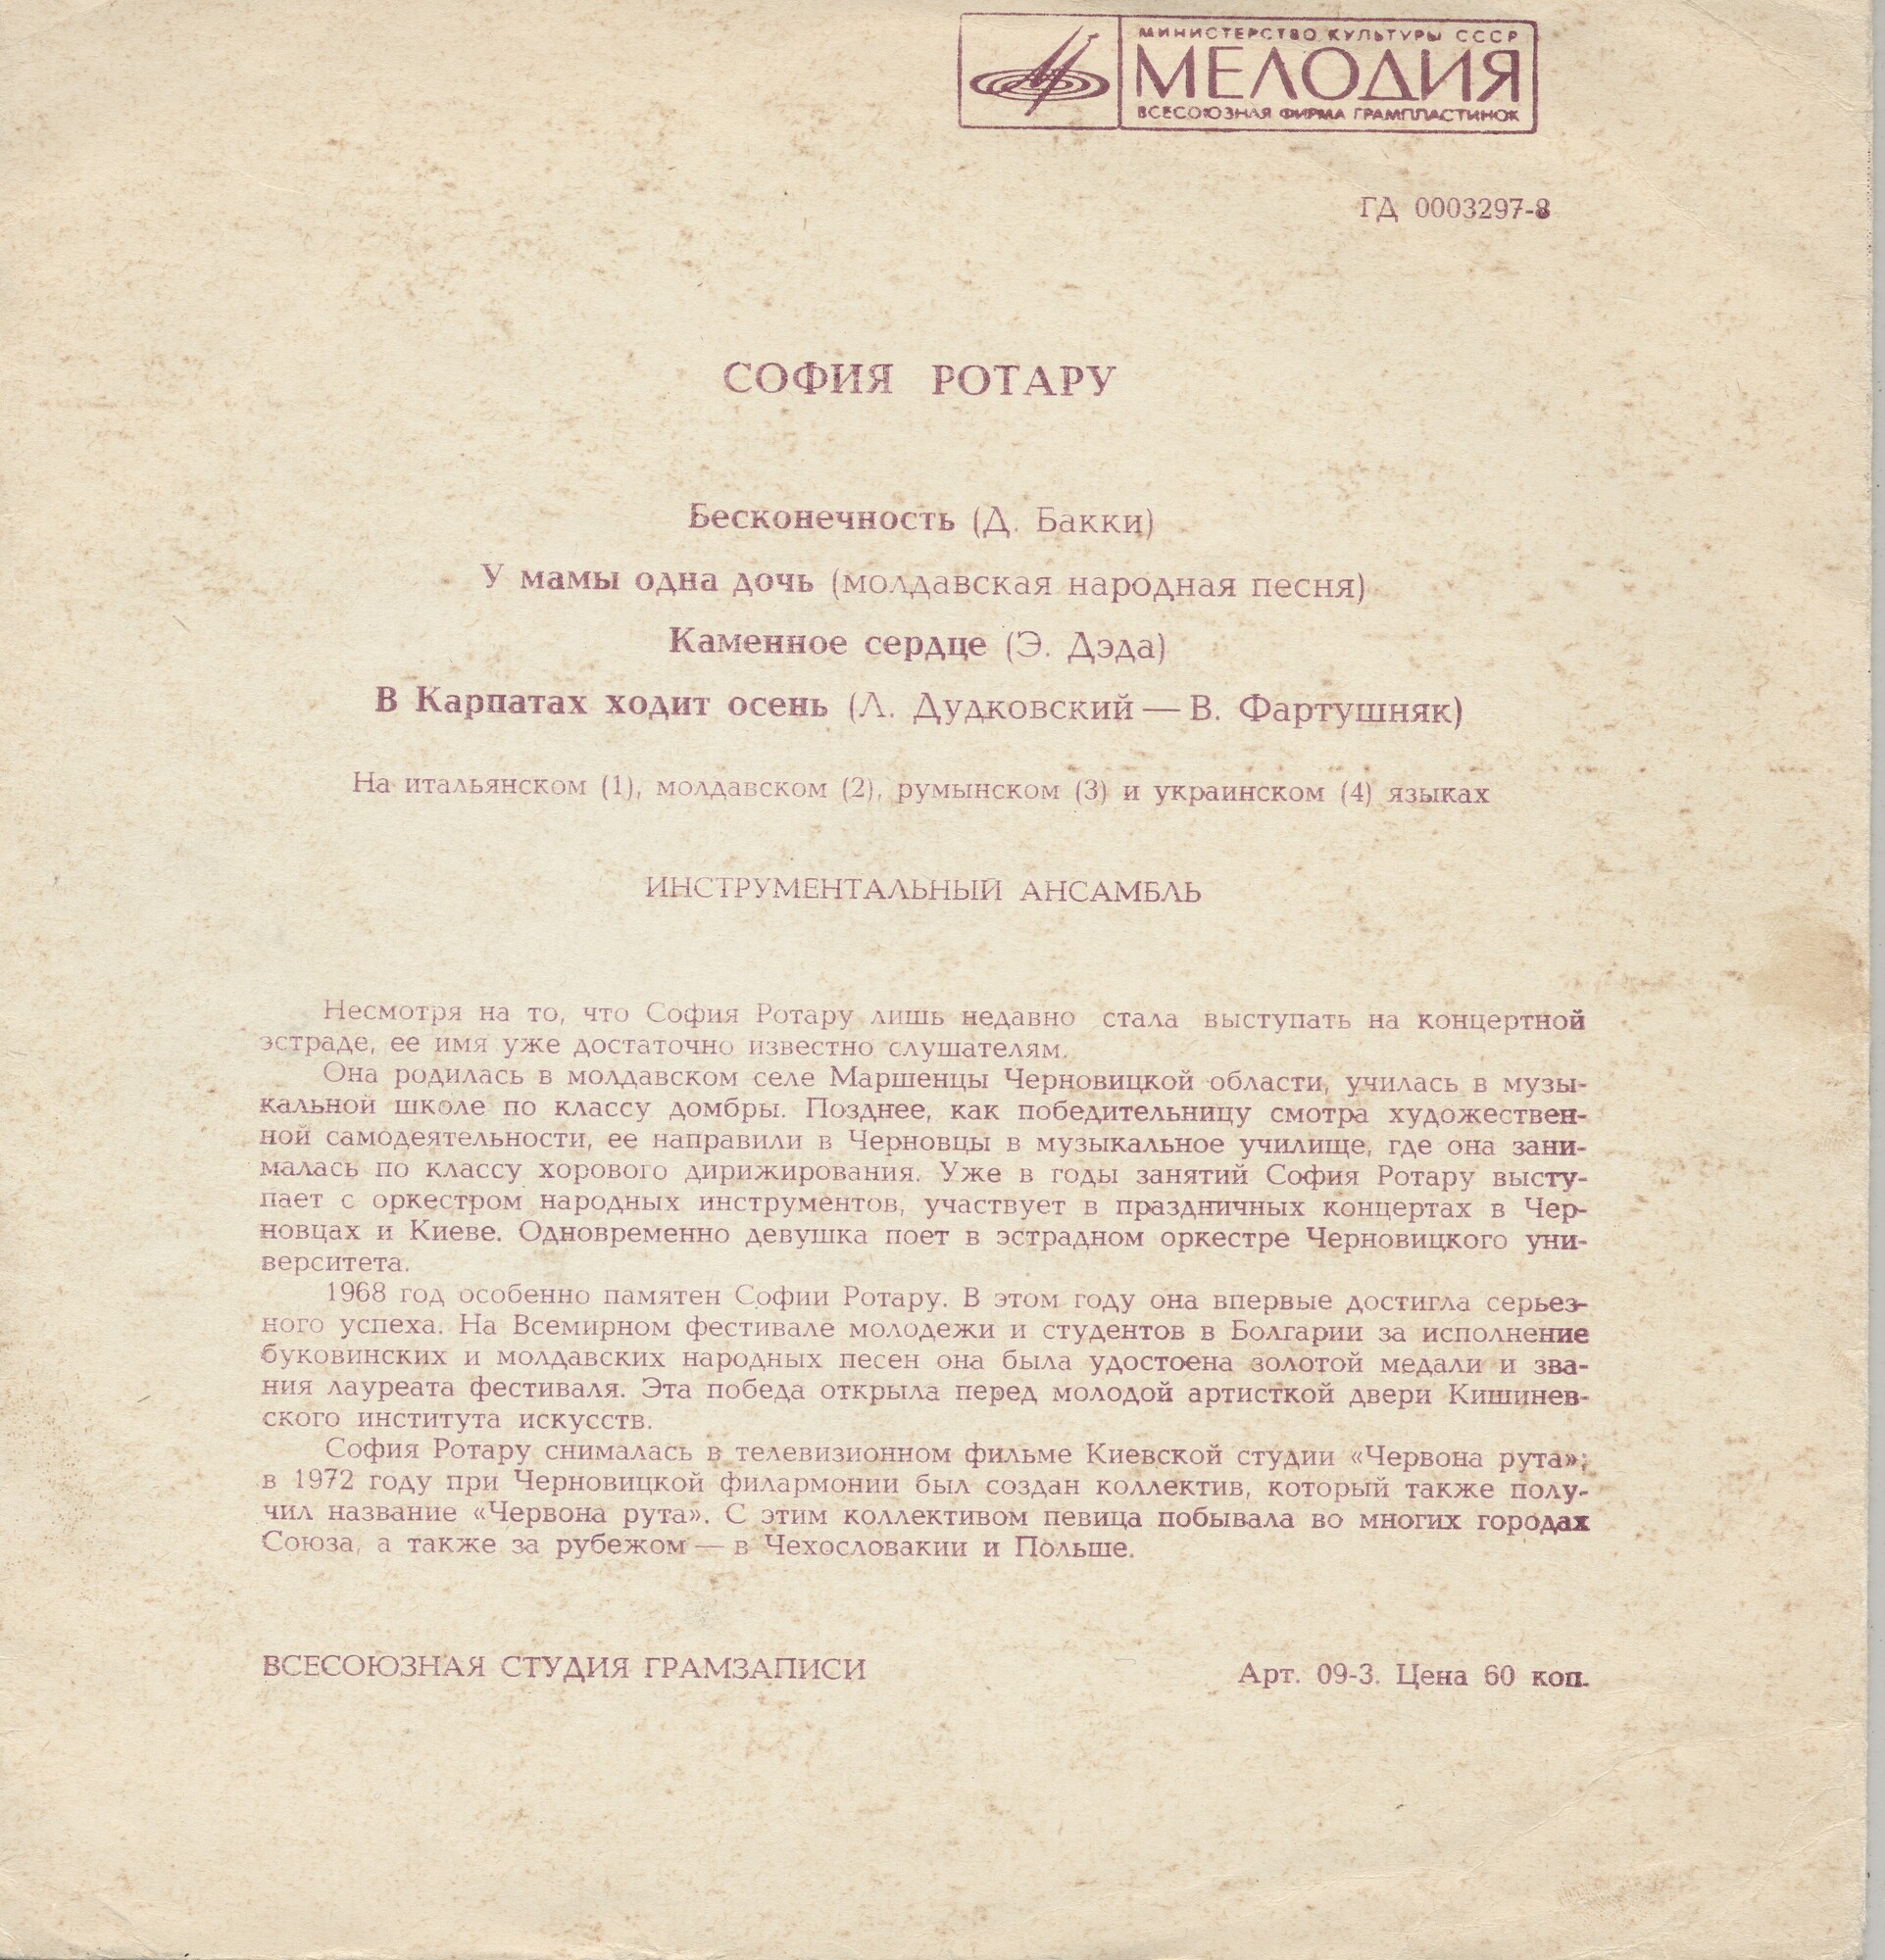 МИНИСТЕРСТВО КУЛЬТУРЫ СССР
МЕЛОДИЯ
ВСЕСОЮЗНАЯ ФИРМА ГРАМПЛАСТИНОК
ГД 0003297-8
СОФИЯ РОТАРУ
Бесконечность (Д. Бакки)
У мамы одна дочь (молдавская народная песня)
Каменное сердце (Э. Дэда)
В Карпатах ходит осень (Л. Дудковский — В. Фартушняк)
На итальянском (1), молдавском (2), румынском (3) и украинском (4) языках
ИНСТРУМЕНТАЛЬНЫЙ АНСАМБЛЬ
Несмотря на то, что София Ротару лишь недавно стала выступать на концертной
эстраде, ее имя уже достаточно известно слушателям.
Она родилась в молдавском селе Маршенцы Черновицкой области, училась в музы-
кальной школе по классу домбры. Позднее, как победительницу смотра художествен-
ной самодеятельности, ее направили в Черновцы в музыкальное училище, где она зани-
малась по классу хорового дирижирования. Уже в годы занятий София Ротару высту-
пает с оркестром народных инструментов, участвует в праздничных концертах в Чер-
новцах и Киеве. Одновременно девушка поет в эстрадном оркестре Черновицкого уни-
верситета.
1968 год особенно памятен Софии Ротару. В этом году она впервые достигла серьез-
ного успеха. На Всемирном фестивале молодежи и студентов в Болгарии за исполнение
буковинских и молдавских народных песен она была удостоена золотой медали и зва-
ния лауреата фестиваля. Эта победа открыла перед молодой артисткой двери Кишинев-
ского института искусств.
София Ротару снималась в телевизионном фильме Киевской студии «Червона рута»;
в 1972 году при Черновицкой филармонии был создан коллектив, который также полу-
чил название «Червона рута». С этим коллективом певица побывала во многих городах
Союза, а также за рубежом — в Чехословакии и Польше.
ВСЕСОЮЗНАЯ СТУДИЯ ГРАМЗАПИСИ
Арт. 09-3. Цена 60 коп.